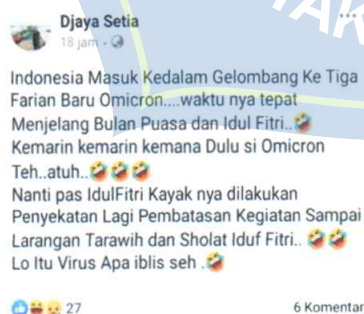 Djaya Setia
18 jam
Indonesia Masuk Kedalam Gelombang Ke Tiga
Farian Baru Omicron....waktu nya tepat
Menjelang Bulan Puasa dan Idul Fitri..🤣
Kemarin kemarin kemana Dulu si Omicron
Teh..atuh..🤣🤣🤣
Nanti pas IdulFitri Kayak nya dilakukan
Penyekatan Lagi Pembatasan Kegiatan Sampai
Larangan Tarawih dan Sholat Iduf Fitri.. 🤣🤣
Lo Itu Virus Apa iblis seh .🤣
27
6 Komentar